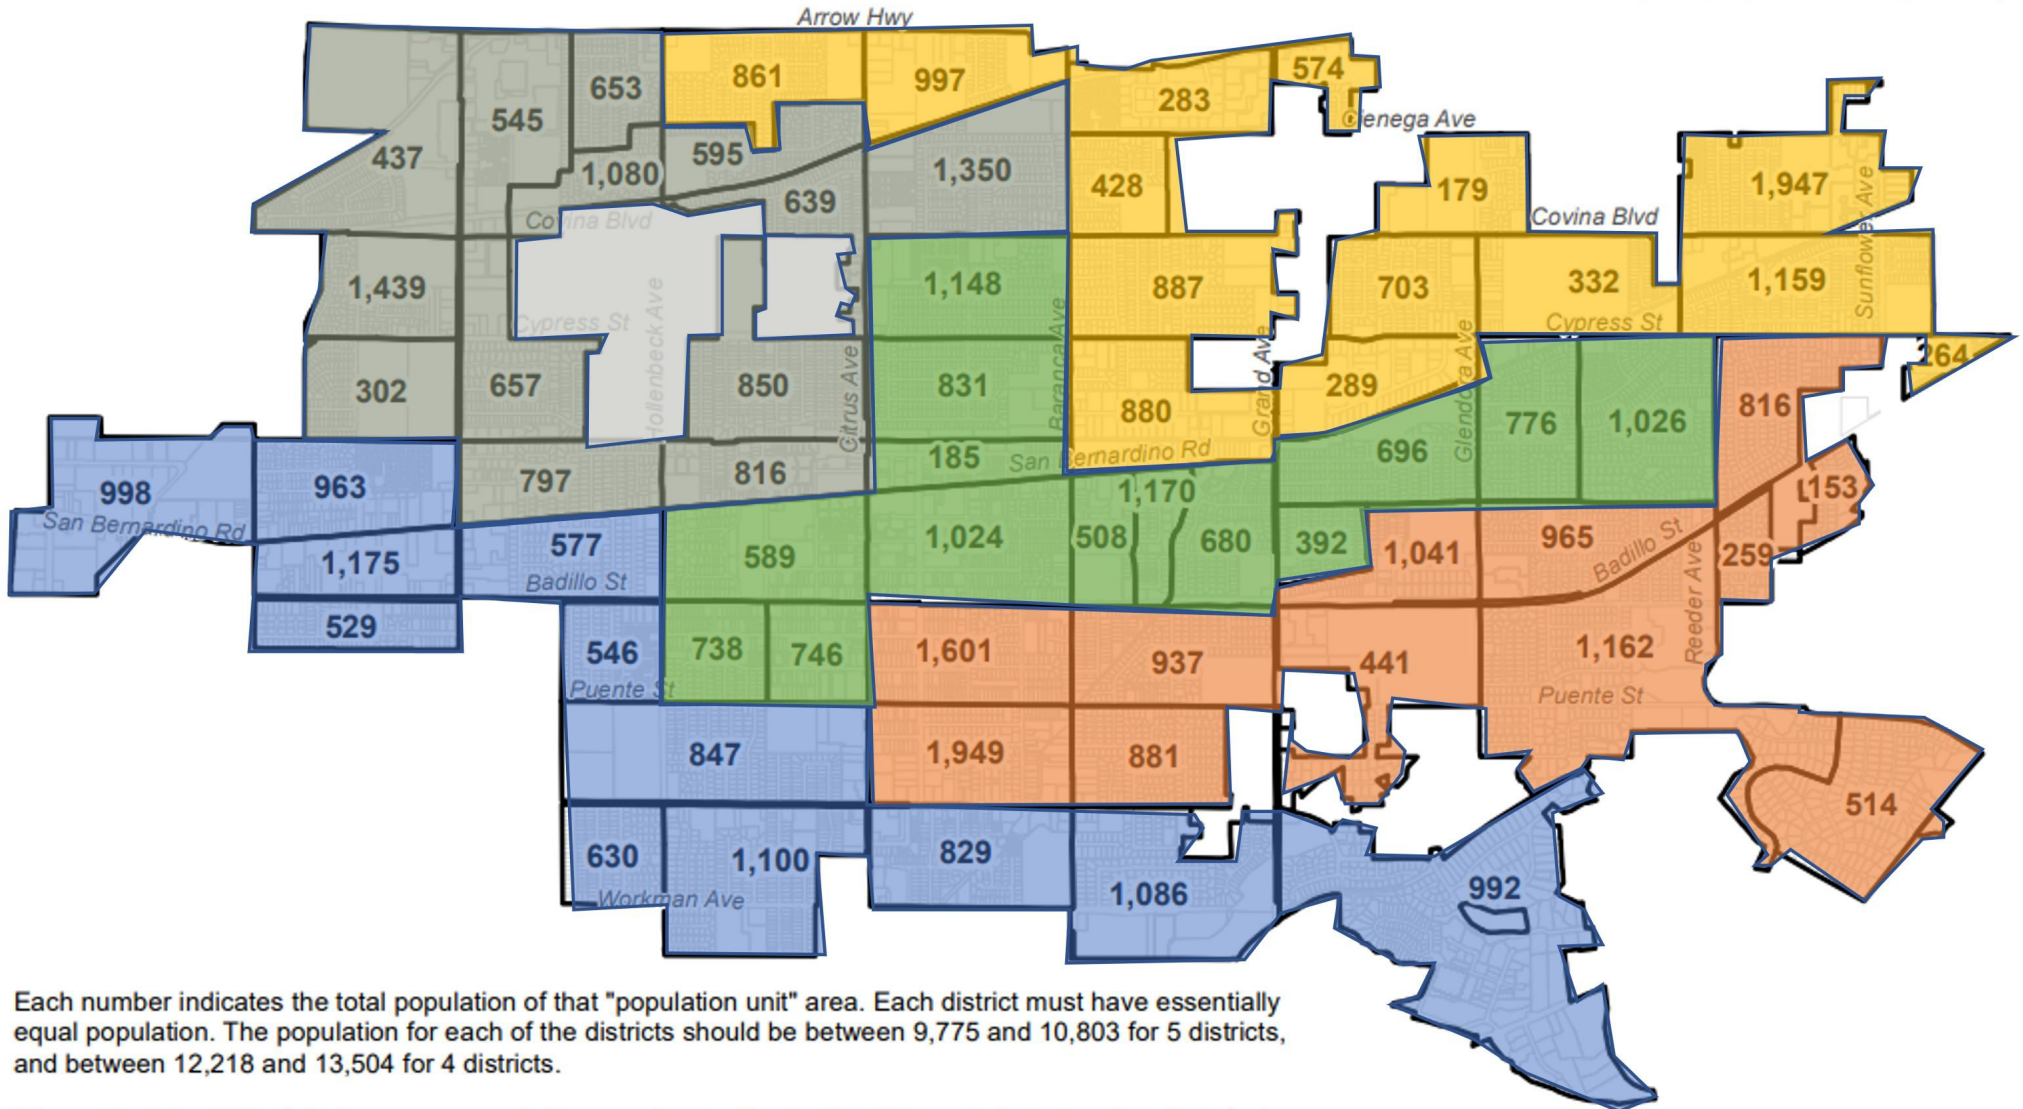 Arrow Hwy
653
861
997
574
283
545
Cienega Ave
437
1,080
595
1,350
428
179
1,947
639
Covina Blvd
Covina Blvd
Sunflower Ave
1,439
1,148
887
703
332
1,159
Hollenbeck Ave
Cypress St
Cypress St
Citrus Ave
Baranca Ave
Grand Ave
Glendora Ave
264
302
657
850
831
880
289
776
1,026
816
185
San Bernardino Rd
696
998
963
797
816
1,170
153
San Bernardino Rd
1,175
577
589
1,024
508
680
392
1,041
965
Badillo St
259
Badillo St
Reeder Ave
529
546
738
746
1,601
937
441
1,162
Puente St
Puente St
847
1,949
881
514
630
1,100
829
1,086
992
Workman Ave
Each number indicates the total population of that "population unit" area. Each district must have essentially
equal population. The population for each of the districts should be between 9,775 and 10,803 for 5 districts,
and between 12,218 and 13,504 for 4 districts.